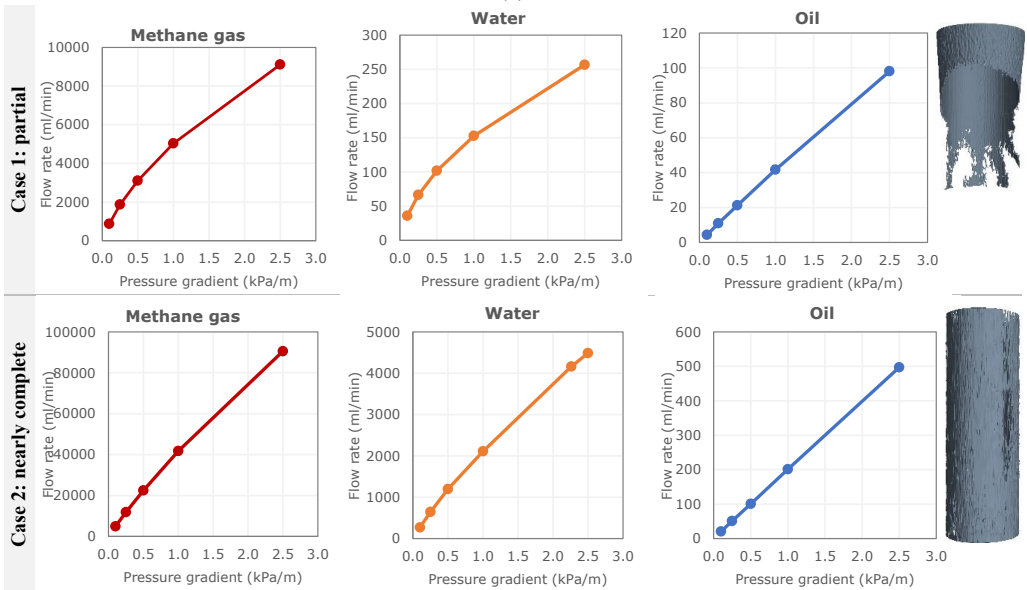 Case 1: partial
Methane gas
Flow rate (ml/min)
10000
8000
6000
4000
2000
0
0.0 0.5 1.0 1.5 2.0 2.5 3.0
Pressure gradient (kPa/m)
Water
Flow rate (ml/min)
300
250
200
150
100
50
0
0.0 0.5 1.0 1.5 2.0 2.5 3.0
Pressure gradient (kPa/m)
Oil
Flow rate (ml/min)
120
100
80
60
40
20
0
0.0 0.5 1.0 1.5 2.0 2.5 3.0
Pressure gradient (kPa/m)
Case 2: nearly complete
Methane gas
Flow rate (ml/min)
100000
80000
60000
40000
20000
0
0.0 0.5 1.0 1.5 2.0 2.5 3.0
Pressure gradient (kPa/m)
Water
Flow rate (ml/min)
5000
4000
3000
2000
1000
0
0.0 0.5 1.0 1.5 2.0 2.5 3.0
Pressure gradient (kPa/m)
Oil
Flow rate (ml/min)
600
500
400
300
200
100
0
0.0 0.5 1.0 1.5 2.0 2.5 3.0
Pressure gradient (kPa/m)